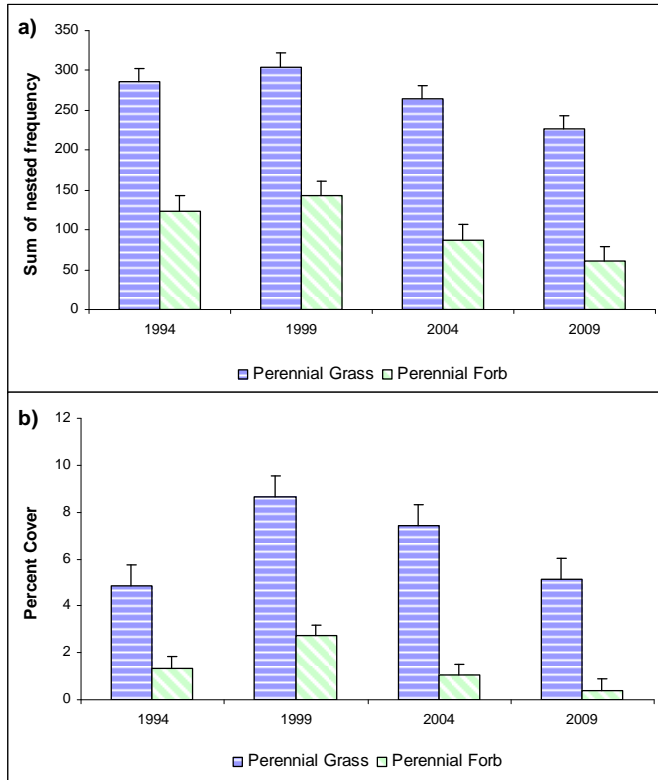 a)
Sum of nested frequency
350
300
250
200
150
100
50
0
1994 1999 2004 2009
Perennial Grass Perennial Forb
b)
Percent Cover
12
10
8
6
4
2
0
1994 1999 2004 2009
Perennial Grass Perennial Forb